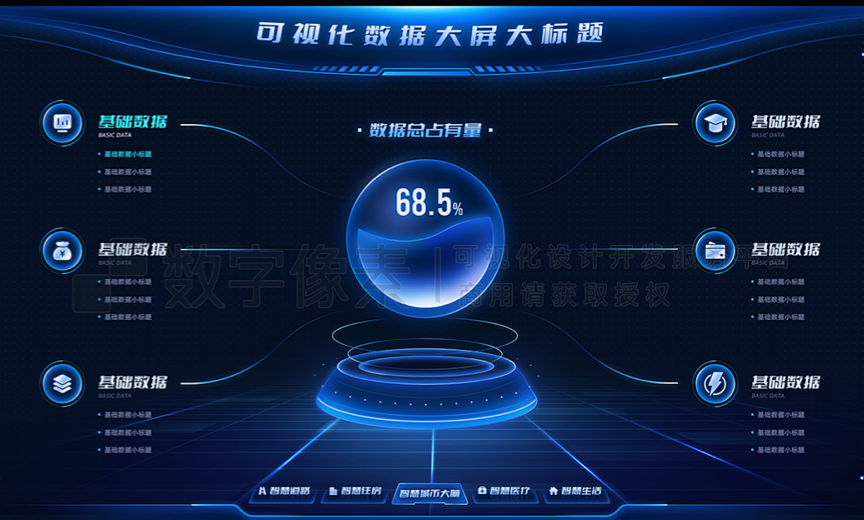 可视化数据大屏大标题
数据总占有量
68.5%
基础数据
BASIC DATA
基础数据小标题
基础数据小标题
基础数据小标题
基础数据
BASIC DATA
基础数据小标题
基础数据小标题
基础数据小标题
基础数据
BASIC DATA
基础数据小标题
基础数据小标题
基础数据小标题
基础数据
BASIC DATA
基础数据小标题
基础数据小标题
基础数据小标题
基础数据
BASIC DATA
基础数据小标题
基础数据小标题
基础数据小标题
基础数据
BASIC DATA
基础数据小标题
基础数据小标题
基础数据小标题
数字像素
可视化设计开发服
商用请获取授权
智慧道路 智慧住房 智慧城市大脑 智慧医疗 智慧生活